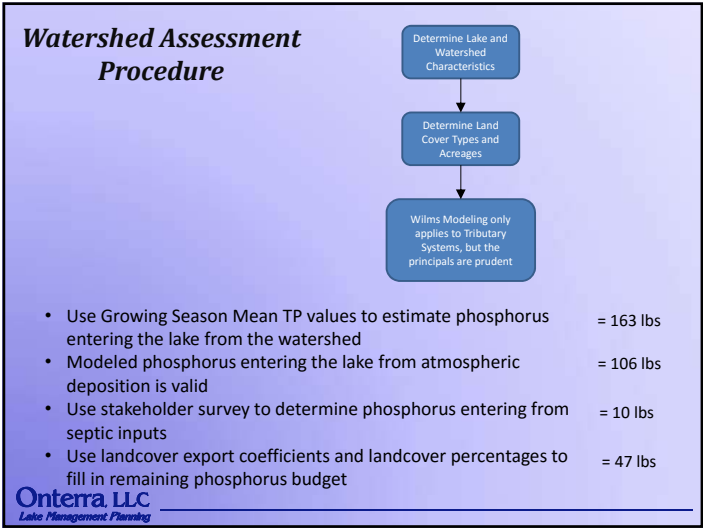 Watershed Assessment
Procedure
Determine Lake and
Watershed
Characteristics
Determine Land
Cover Types and
Acreages
Wilms Modeling only
applies to Tributary
Systems, but the
principals are prudent
• Use Growing Season Mean TP values to estimate phosphorus
entering the lake from the watershed
= 163 lbs
• Modeled phosphorus entering the lake from atmospheric
deposition is valid
= 106 lbs
• Use stakeholder survey to determine phosphorus entering from
septic inputs
= 10 lbs
• Use landcover export coefficients and landcover percentages to
fill in remaining phosphorus budget
= 47 lbs
Onterra, LLC
Lake Management Planning